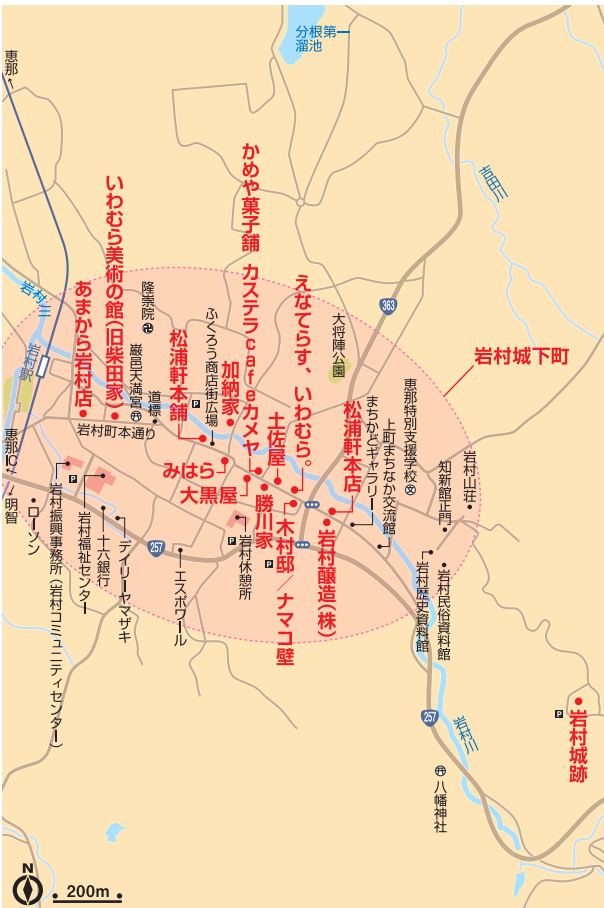 分根第一
溜池
恵那
吉田川
363
岩村川
岩村駅
かめや菓子舗 カステラcafeカメヤ
いわむら美術の館(旧柴田家)
あまから岩村店
えなてらす、いわむら。
大将陣公園
岩村城下町
隆崇院
巌邑天満宮
道標
岩村町本通り
松浦軒本舗
P
ふくろう商店街広場
加納家
土佐屋
松浦軒本店
まちかどギャラリー
上町まちなか交流館
恵那特別支援学校
文
知新館正門
岩村山荘
みはら
大黒屋
勝川家
木村邸/ナマコ壁
岩村醸造(株)
恵那IC
明智
ローソン
P
岩村振興事務所(岩村コミュニティセンター)
岩村福祉センター
十六銀行
デイリーヤマザキ
257
エスポワール
P
岩村休憩所
P
岩村歴史資料館
岩村民俗資料館
257
岩村川
P
岩村城跡
八幡神社
N
200m